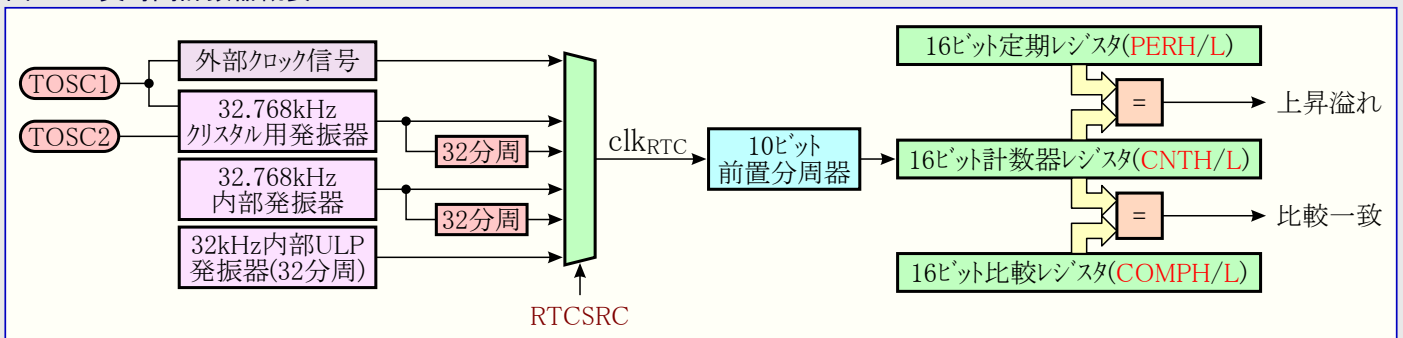 TOSC1
TOSC2
外部クロック信号
32.768kHz
クリスタル用発振器
32.768kHz
内部発振器
32kHz内部ULP
発振器(32分周)
32分周
32分周
RTCSRC
clkRTC
10ビット
前置分周器
16ビット定期レジスタ(PERH/L)
=
上昇溢れ
16ビット計数器レジスタ(CNTH/L)
=
比較一致
16ビット比較レジスタ(COMPH/L)